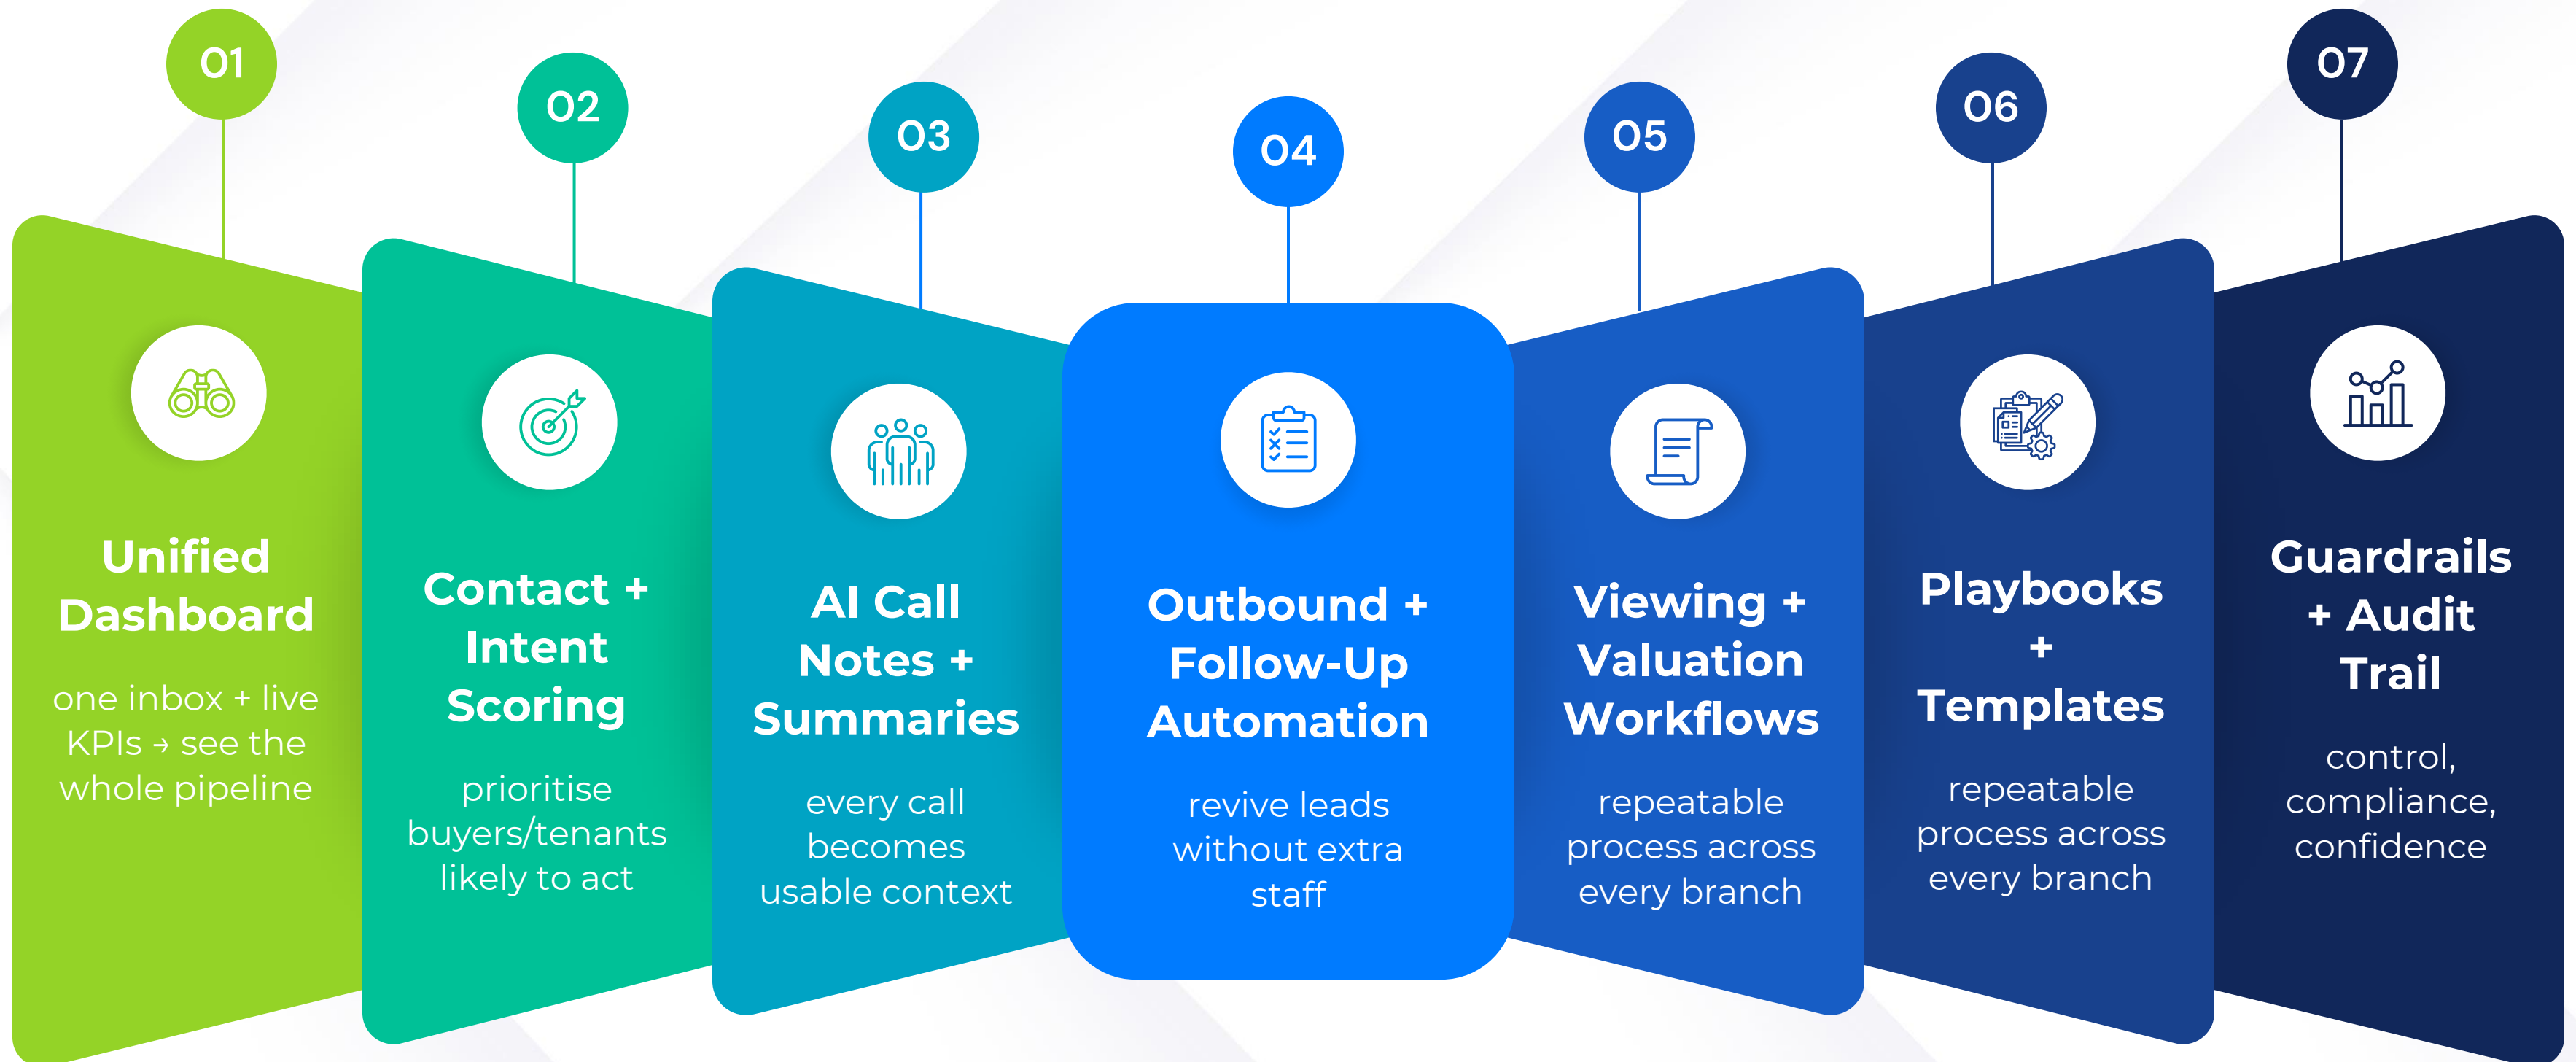 01
Unified
Dashboard
one inbox + live
KPIs → see the
whole pipeline
02
Contact +
Intent
Scoring
prioritise
buyers/tenants
likely to act
03
AI Call
Notes +
Summaries
every call
becomes
usable context
04
Outbound +
Follow-Up
Automation
revive leads
without extra
staff
05
Viewing +
Valuation
Workflows
repeatable
process across
every branch
06
Playbooks
+
Templates
repeatable
process across
every branch
07
Guardrails
+ Audit
Trail
control,
compliance,
confidence